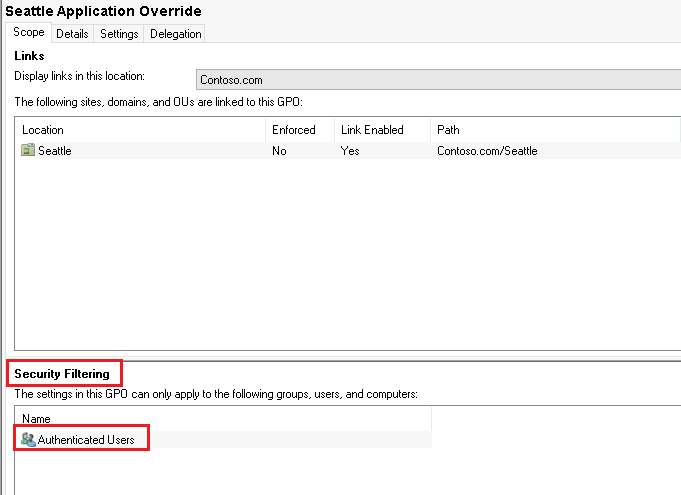 Seattle Application Override
Scope Details Settings Delegation
Links
Display links in this location: Contoso.com
The following sites, domains, and OUs are linked to this GPO:
Location Enforced Link Enabled Path
Seattle No Yes Contoso.com/Seattle
Security Filtering
The settings in this GPO can only apply to the following groups, users, and computers:
Name
Authenticated Users